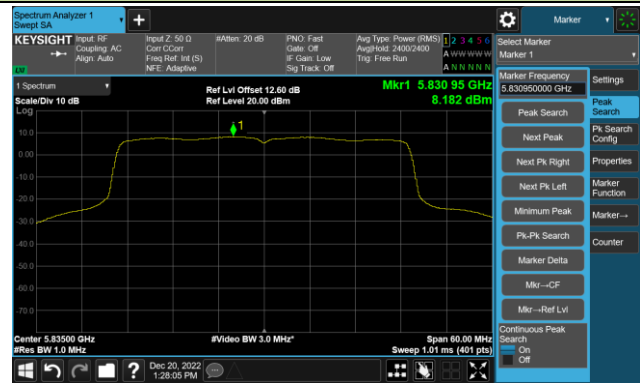 Spectrum Analyzer 1
Swept SA
+
Marker
KEYSIGHT
Input: RF
Coupling: AC
Align: Auto
Input Z: 50 Ω
Corr CCorr
Freq Ref: Int (S)
NFE: Adaptive
#Atten: 20 dB
PNO: Fast
Gate: Off
IF Gain: Low
Sig Track: Off
Avg Type: Power (RMS)
Avg|Hold: 2400/2400
Trig: Free Run
1 2 3 4 5 6
A W W W W W
A N N N N N
Select Marker
Marker 1
1 Spectrum
Scale/Div 10 dB
Log
Ref Lvl Offset 12.60 dB
Ref Level 20.00 dBm
Mkr1 5.830 95 GHz
8.182 dBm
1
10.0
0.00
-10.0
-20.0
-30.0
-40.0
-50.0
-60.0
-70.0
Center 5.83500 GHz
#Res BW 1.0 MHz
#Video BW 3.0 MHz*
Span 60.00 MHz
Sweep 1.01 ms (401 pts)
Marker Frequency
5.830950000 GHz
Peak Search
Next Peak
Next Pk Right
Next Pk Left
Minimum Peak
Pk-Pk Search
Marker Delta
Mkr→CF
Mkr→Ref Lvl
Continuous Peak
Search
On
Off
Settings
Peak
Search
Pk Search
Config
Properties
Marker
Function
Marker→
Counter
?
Dec 20, 2022
1:28:05 PM